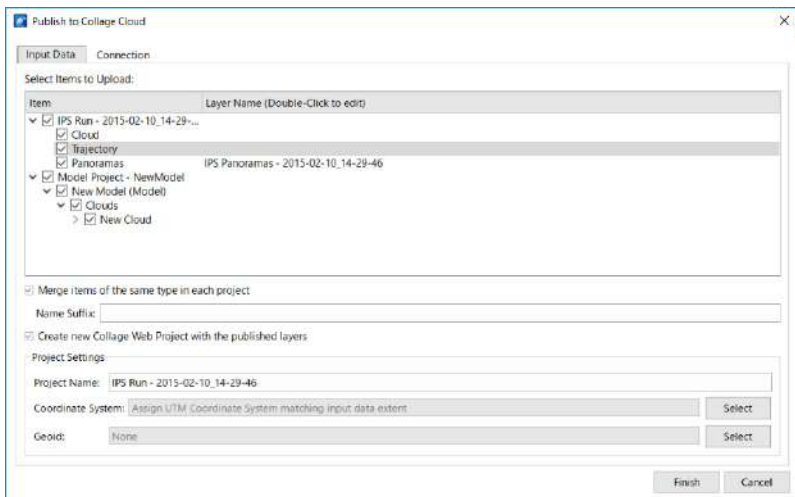 Publish to Collage Cloud
Input Data Connection
Select Items to Upload:
Item Layer Name (Double-Click to edit)
IPS Run - 2015-02-10_14-29-...
Cloud
Trajectory
Panoramas IPS Panoramas - 2015-02-10_14-29-46
Model Project - NewModel
New Model (Model)
Clouds
New Cloud
Merge items of the same type in each project
Name Suffix:
Create new Collage Web Project with the published layers
Project Settings
Project Name: IPS Run - 2015-02-10_14-29-46
Coordinate System: Assign UTM Coordinate System matching input data extent Select
Geoid: None Select
Finish Cancel